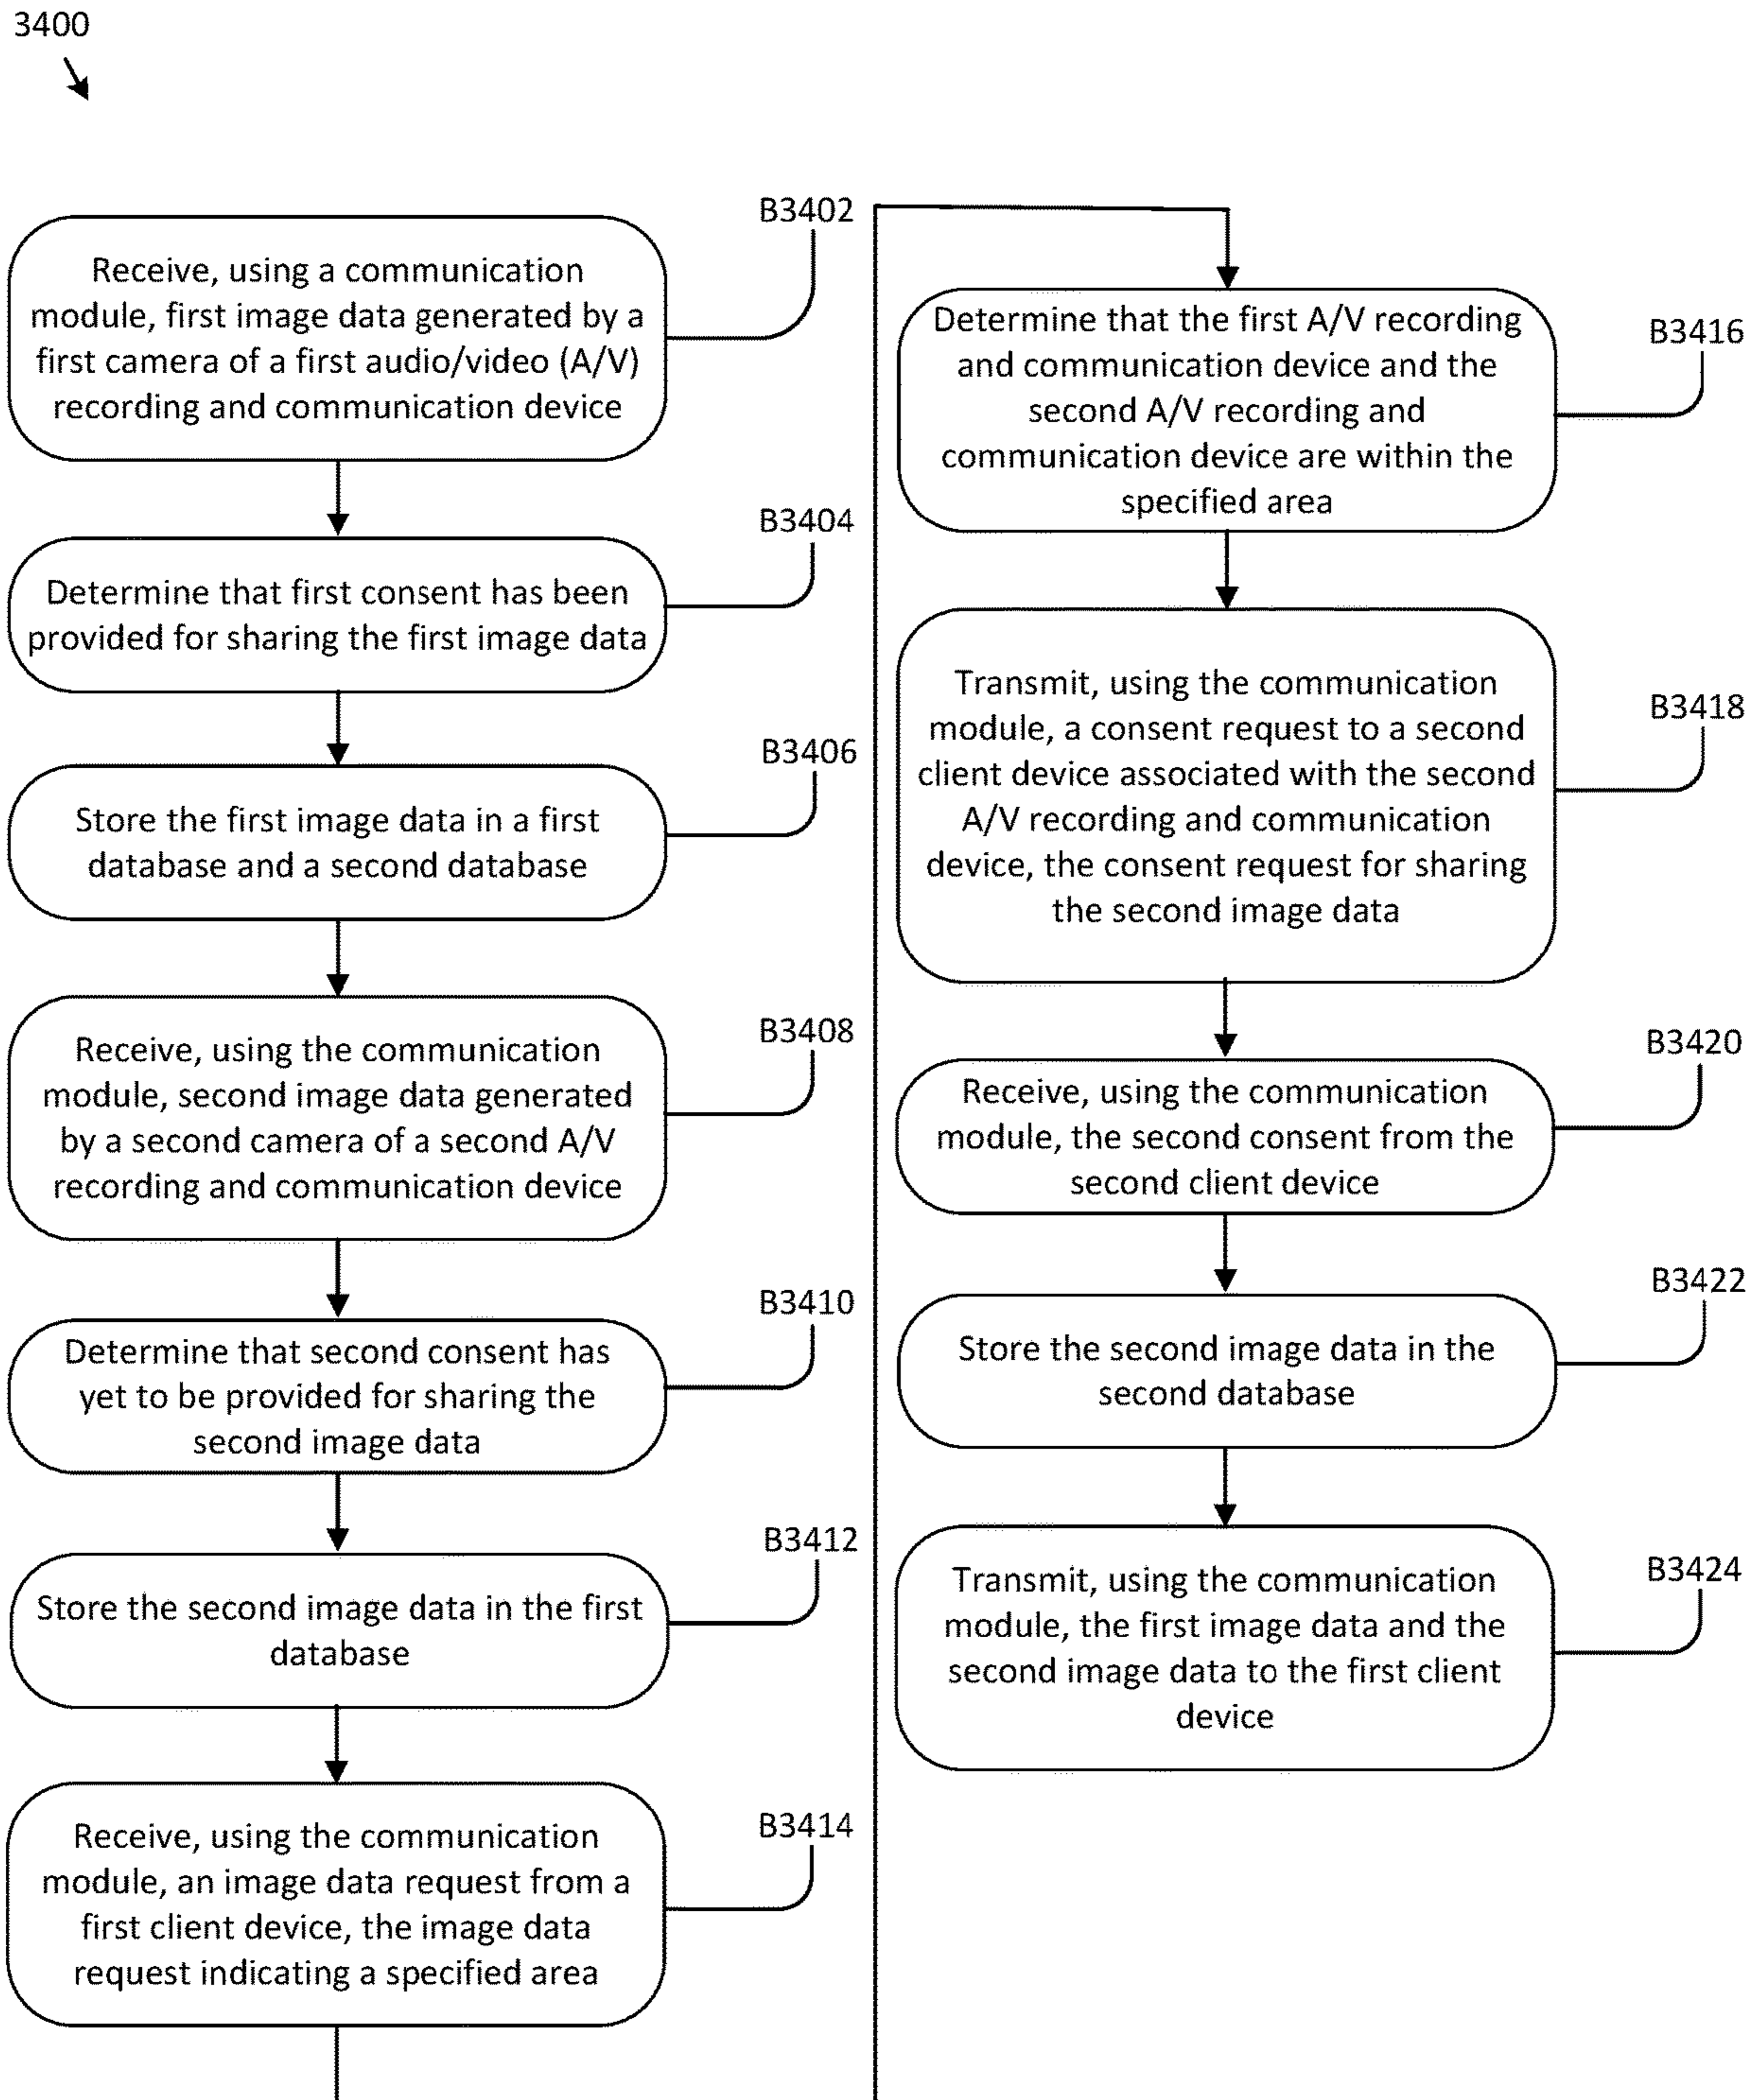 3400
B3402
Receive, using a communication
module, first image data generated by a
first camera of a first audio/video (A/V)
recording and communication device
B3404
Determine that first consent has been
provided for sharing the first image data
B3406
Store the first image data in a first
database and a second database
B3408
Receive, using the communication
module, second image data generated
by a second camera of a second A/V
recording and communication device
B3410
Determine that second consent has
yet to be provided for sharing the
second image data
B3412
Store the second image data in the first
database
B3414
Receive, using the communication
module, an image data request from a
first client device, the image data
request indicating a specified area
B3416
Determine that the first A/V recording
and communication device and the
second A/V recording and
communication device are within the
specified area
B3418
Transmit, using the communication
module, a consent request to a second
client device associated with the second
A/V recording and communication
device, the consent request for sharing
the second image data
B3420
Receive, using the communication
module, the second consent from the
second client device
B3422
Store the second image data in the
second database
B3424
Transmit, using the communication
module, the first image data and the
second image data to the first client
device